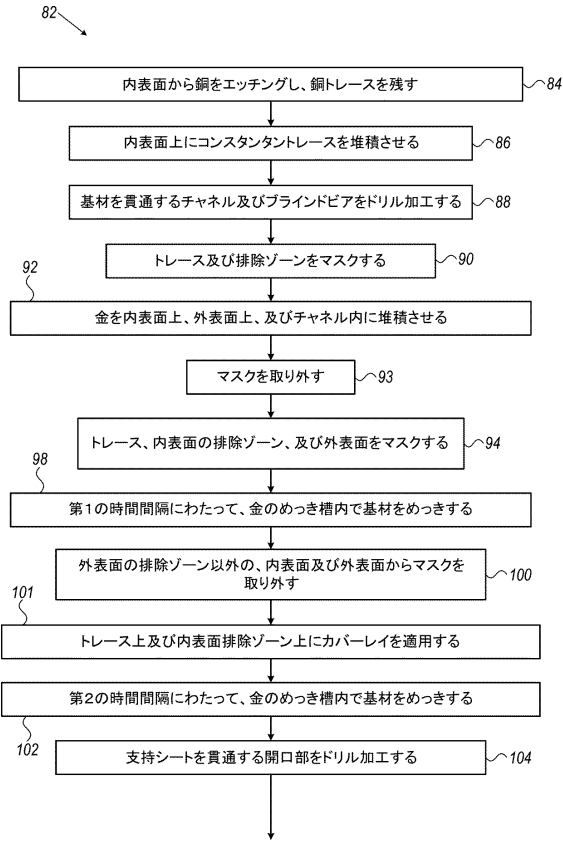 82
内表面から銅をエッチングし、銅トレースを残す
84
内表面上にコンスタンタントレースを堆積させる
86
基材を貫通するチャネル及びブラインドビアをドリル加工する
88
トレース及び排除ゾーンをマスクする
90
92
金を内表面上、外表面上、及びチャネル内に堆積させる
マスクを取り外す
93
トレース、内表面の排除ゾーン、及び外表面をマスクする
94
98
第1の時間間隔にわたって、金のめっき槽内で基材をめっきする
外表面の排除ゾーン以外の、内表面及び外表面からマスクを
取り外す
100
101
トレース上及び内表面排除ゾーン上にカバーレイを適用する
第2の時間間隔にわたって、金のめっき槽内で基材をめっきする
102
支持シートを貫通する開口部をドリル加工する
104